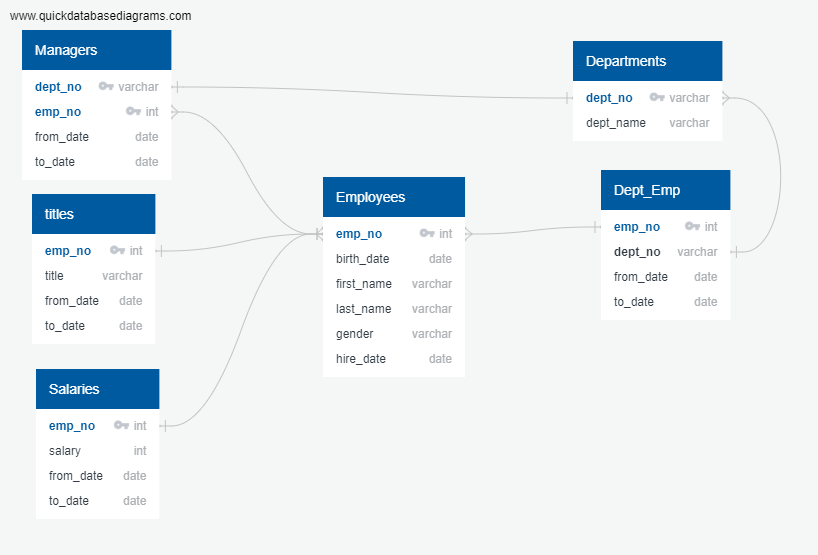 www.quickdatabasediagrams.com
Managers
dept_no varchar
emp_no int
from_date date
to_date date
titles
emp_no int
title varchar
from_date date
to_date date
Salaries
emp_no int
salary int
from_date date
to_date date
Employees
emp_no int
birth_date date
first_name varchar
last_name varchar
gender varchar
hire_date date
Departments
dept_no varchar
dept_name varchar
Dept_Emp
emp_no int
dept_no varchar
from_date date
to_date date